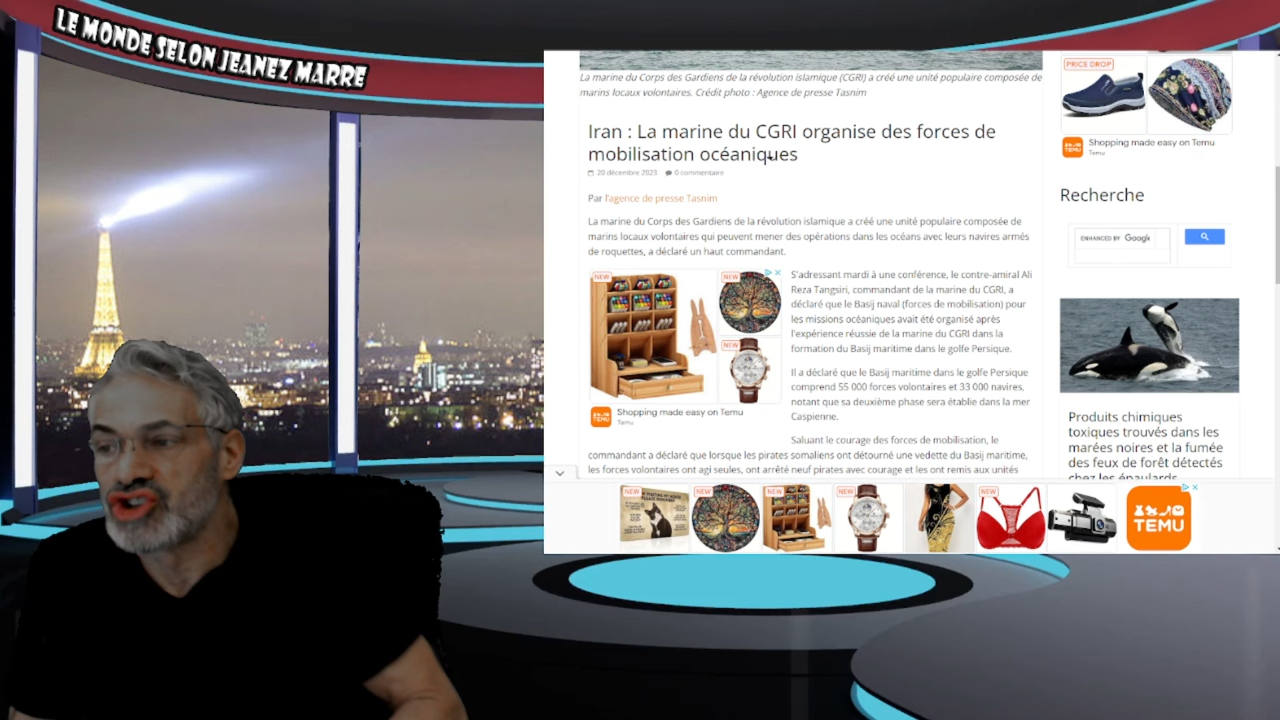 LE MONDE SELON JEANEZ MARRE
La marine du Corps des Gardiens de la révolution islamique (CGRI) a créé une unité populaire composée de
marins locaux volontaires. Crédit photo : Agence de presse Tasnim
Iran : La marine du CGRI organise des forces de
mobilisation océaniques
20 décembre 2023 0 commentaire
Par l'agence de presse Tasnim
La marine du Corps des Gardiens de la révolution islamique a créé une unité populaire composée de
marins locaux volontaires qui peuvent mener des opérations dans les océans avec leurs navires armés
de roquettes, a déclaré un haut commandant.
NEW
NEW
NEW
Shopping made easy on Temu
Temu
S'adressant mardi à une conférence, le contre-amiral Ali
Reza Tangsiri, commandant de la marine du CGRI, a
déclaré que le Basij naval (forces de mobilisation) pour
les missions océaniques avait été organisé après
l'expérience réussie de la marine du CGRI dans la
formation du Basij maritime dans le golfe Persique.
Il a déclaré que le Basij maritime dans le golfe Persique
comprend 55 000 forces volontaires et 33 000 navires,
notant que sa deuxième phase sera établie dans la mer
Caspienne.
Saluant le courage des forces de mobilisation, le
commandant a déclaré que lorsque les pirates somaliens ont détourné une vedette du Basij maritime,
les forces volontaires ont agi seules, ont arrêté neuf pirates avec courage et les ont remis aux unités
PRICE DROP
Shopping made easy on Temu
Temu
Recherche
ENHANCED BY Google
Produits chimiques
toxiques trouvés dans les
marées noires et la fumée
des feux de forêt détectés
chez les épaulards
NEW
NEW
NEW
NEW
NEW
TEMU